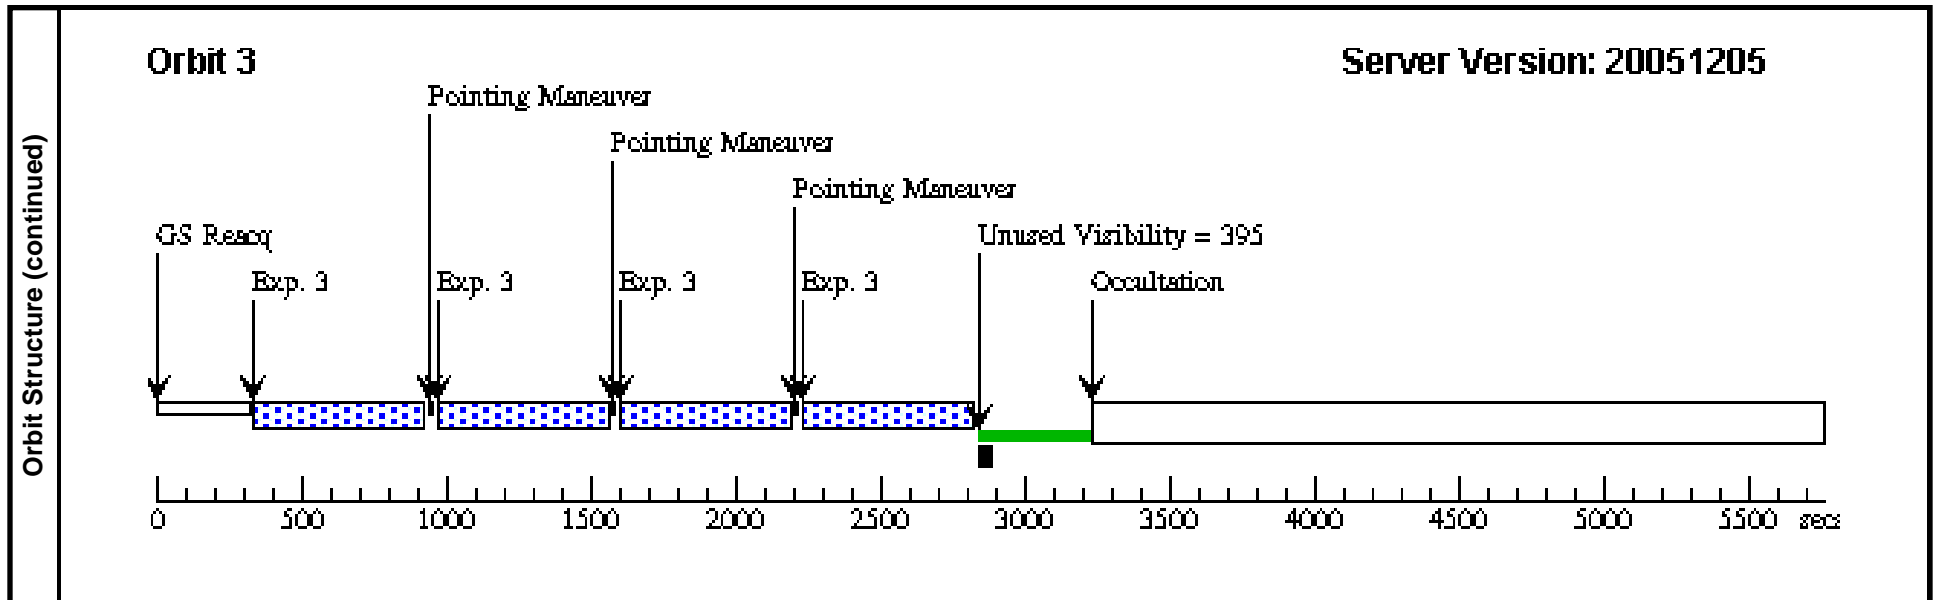 Orbit Structure (continued)
Orbit 3
Server Version: 20051205
Pointing Maneuver
Pointing Maneuver
Pointing Maneuver
GS Reacq
Unused Visibility = 395
Exp. 3
Exp. 3
Exp. 3
Exp. 3
Occultation
0 500 1000 1500 2000 2500 3000 3500 4000 4500 5000 5500 secs